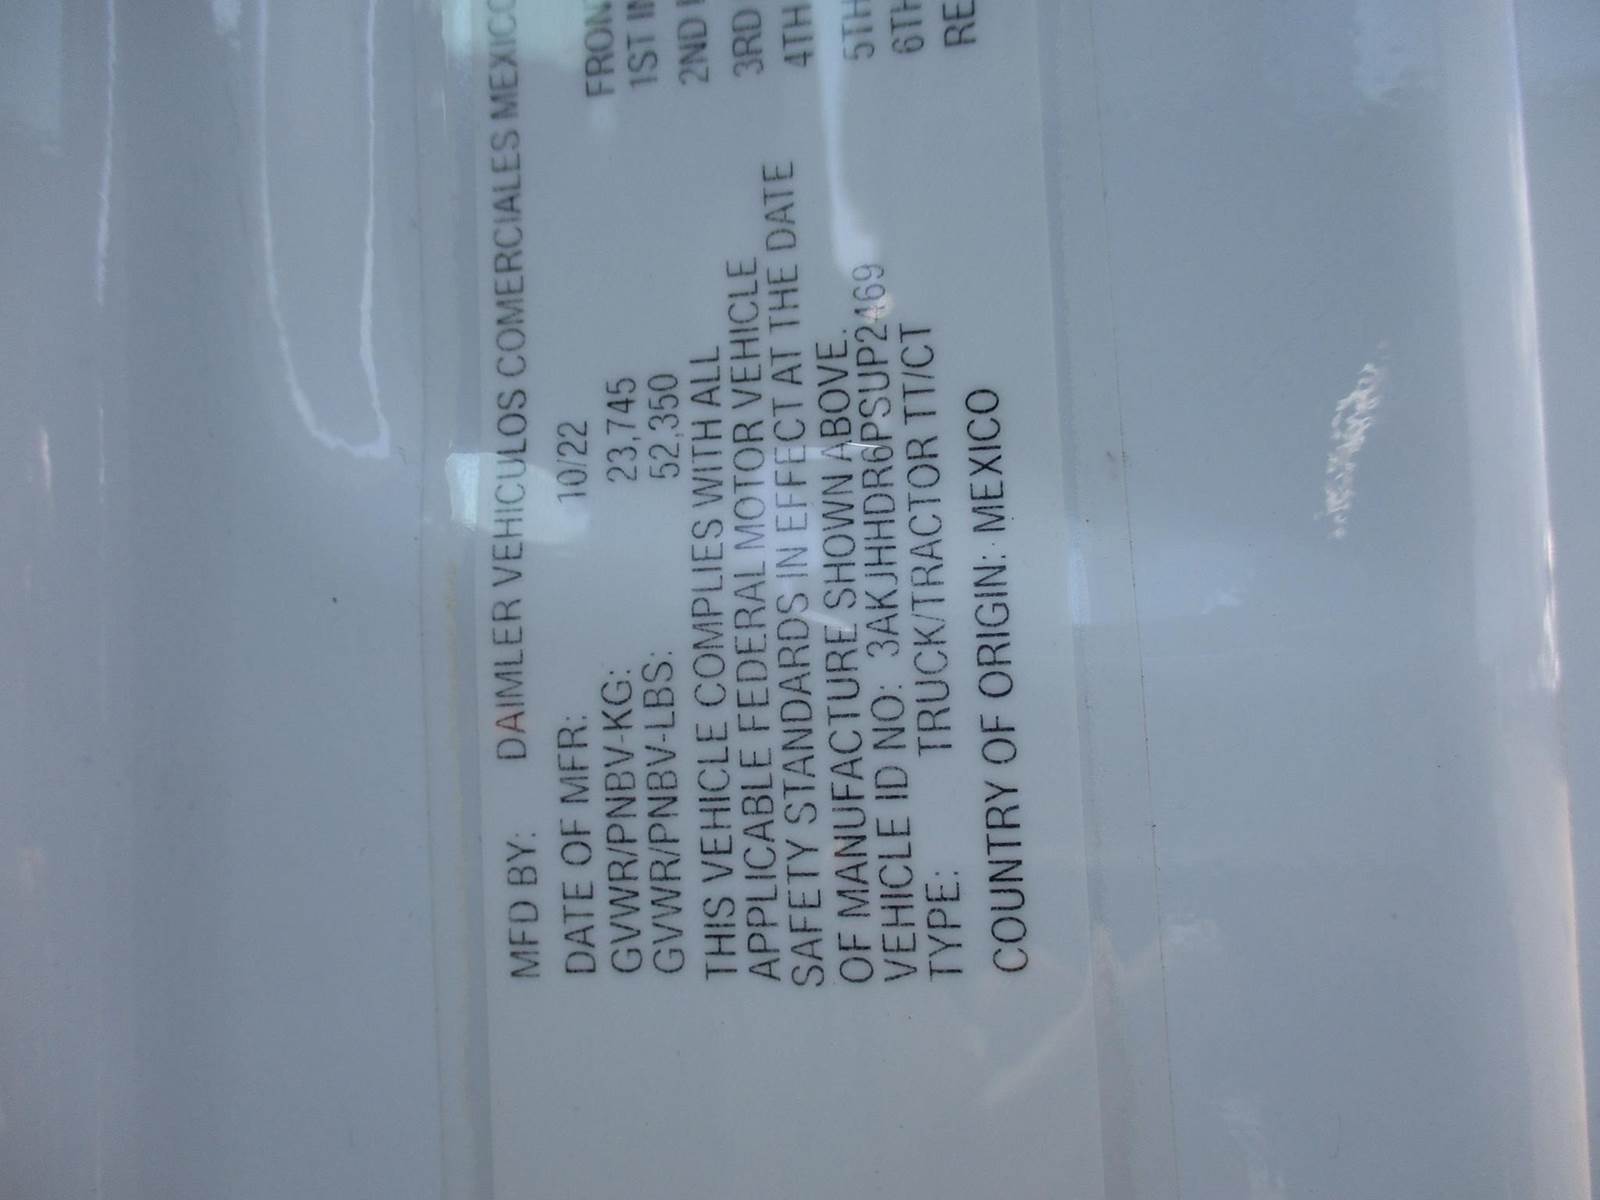 MFD BY: DAIMLER VEHICULOS COMERCIALES MEXICO
DATE OF MFR: 10/22
GVWR/PNBV-KG: 23,745
GVWR/PNBV-LBS: 52,350
THIS VEHICLE COMPLIES WITH ALL
APPLICABLE FEDERAL MOTOR VEHICLE
SAFETY STANDARDS IN EFFECT AT THE DATE
OF MANUFACTURE SHOWN ABOVE.
VEHICLE ID NO: 3AKJHHDR6PSUP2469
TYPE: TRUCK/TRACTOR TT/CT
COUNTRY OF ORIGIN: MEXICO
FRON
1ST IN
2ND I
3RD
4TH
5TH
6TH
RE